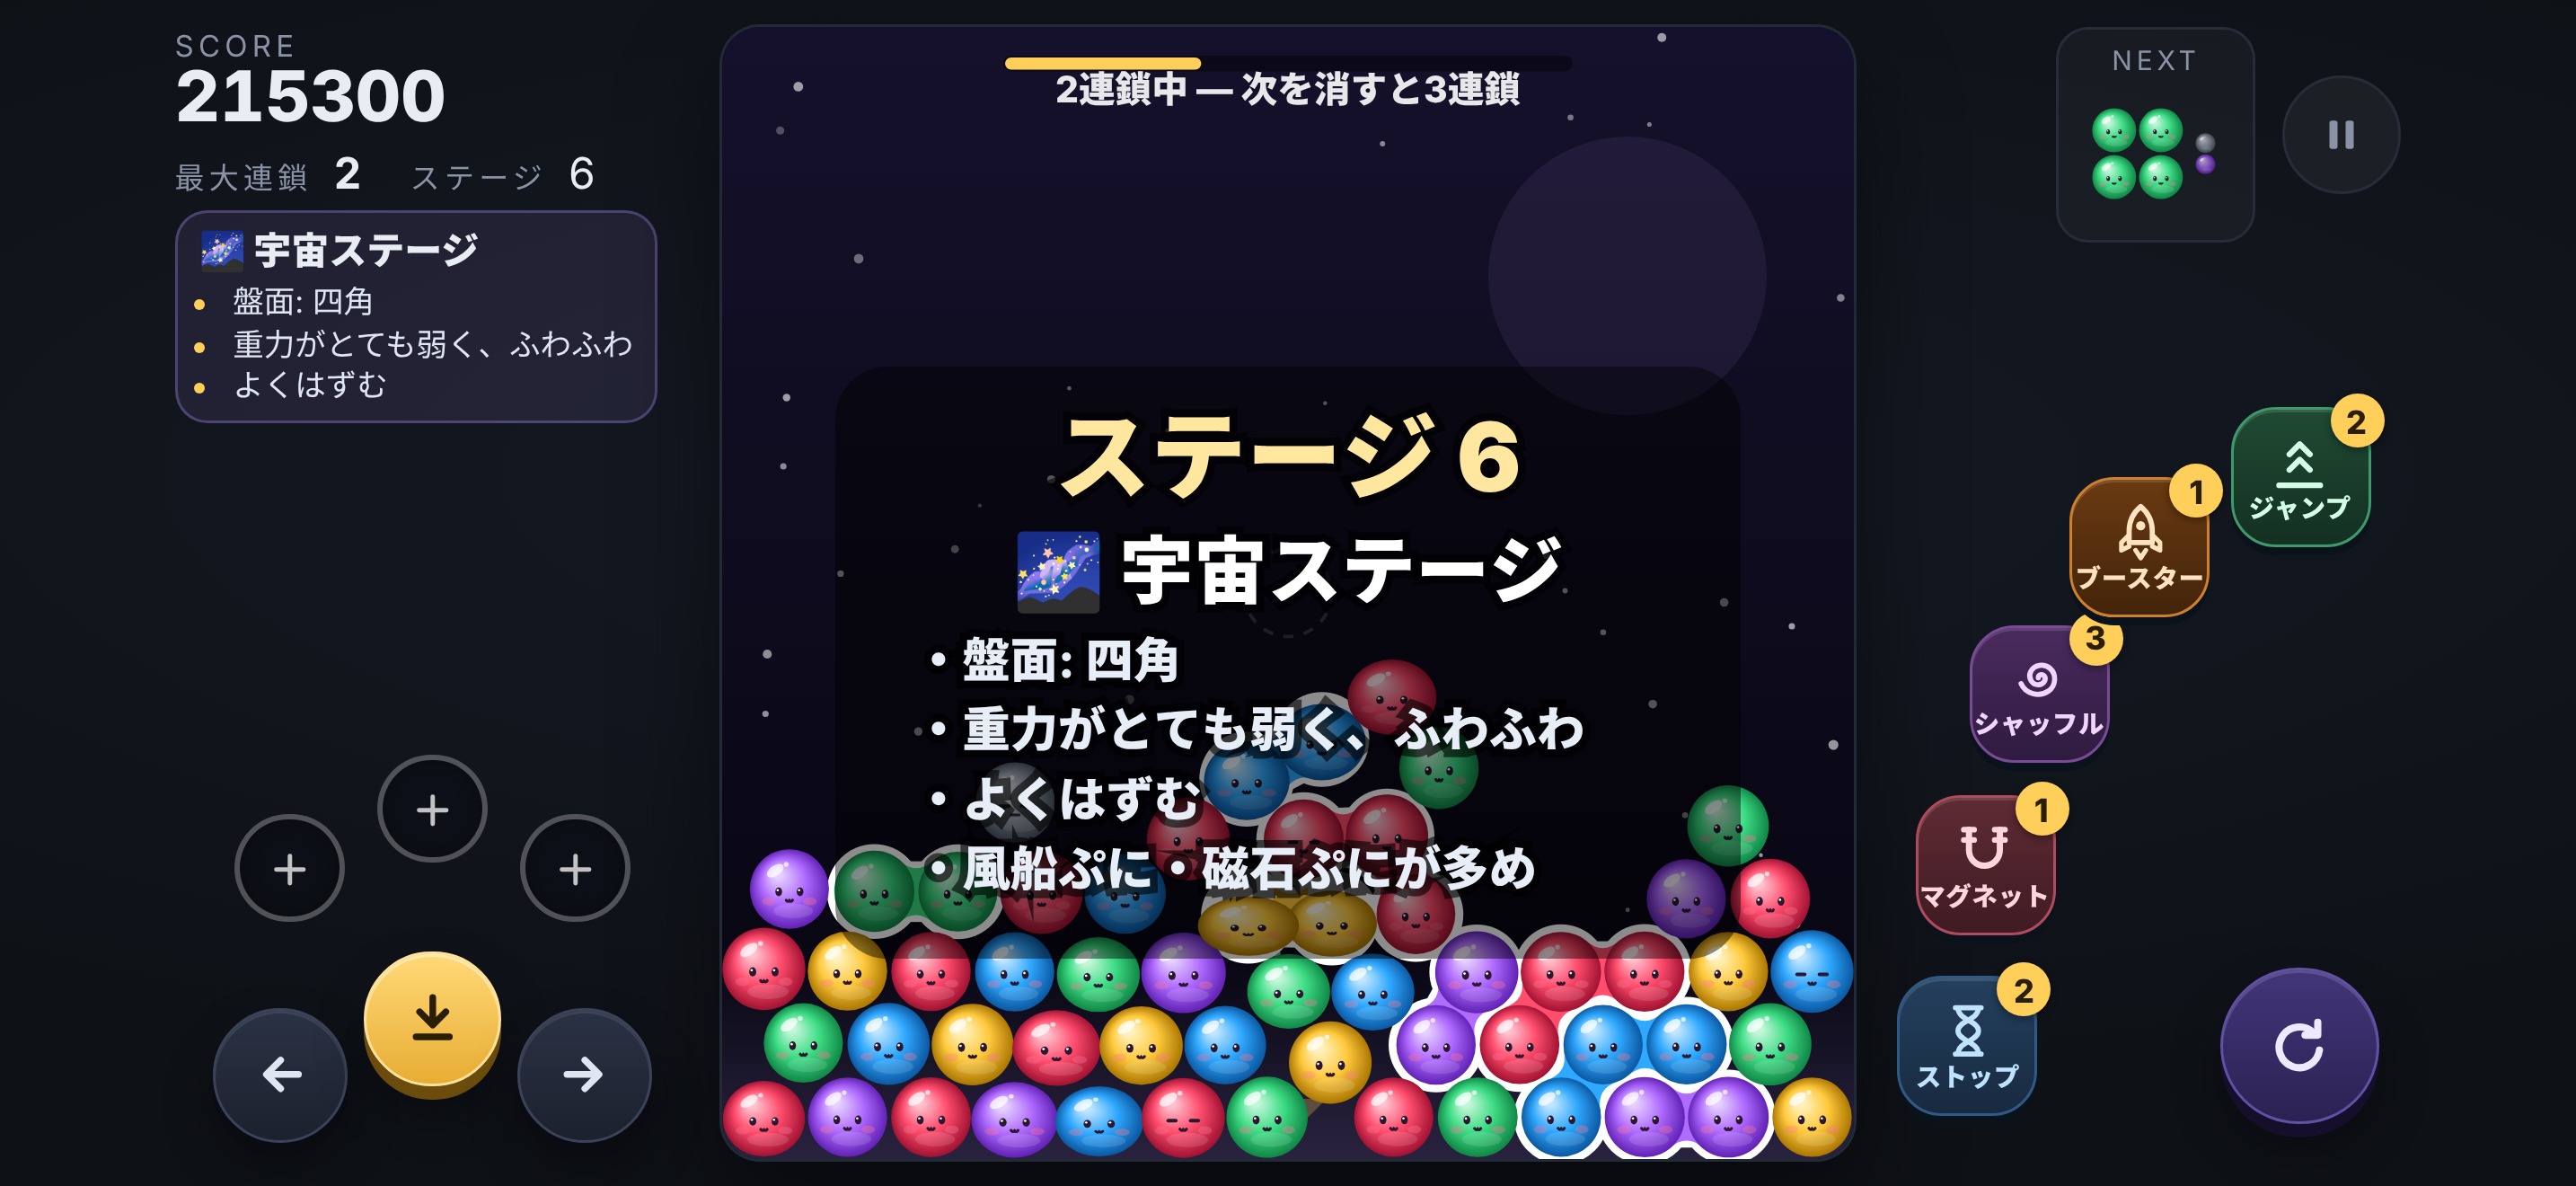 SCORE
215300
最大連鎖 2 ステージ 6
宇宙ステージ
• 盤面: 四角
• 重力がとても弱く、ふわふわ
• よくはずむ
2連鎖中 — 次を消すと3連鎖
ステージ 6
宇宙ステージ
• 盤面: 四角
• 重力がとても弱く、ふわふわ
• よくはずむ
• 風船ぷに・磁石ぷにが多め
NEXT
2
ジャンプ
1
ブースター
3
シャッフル
1
マグネット
2
ストップ